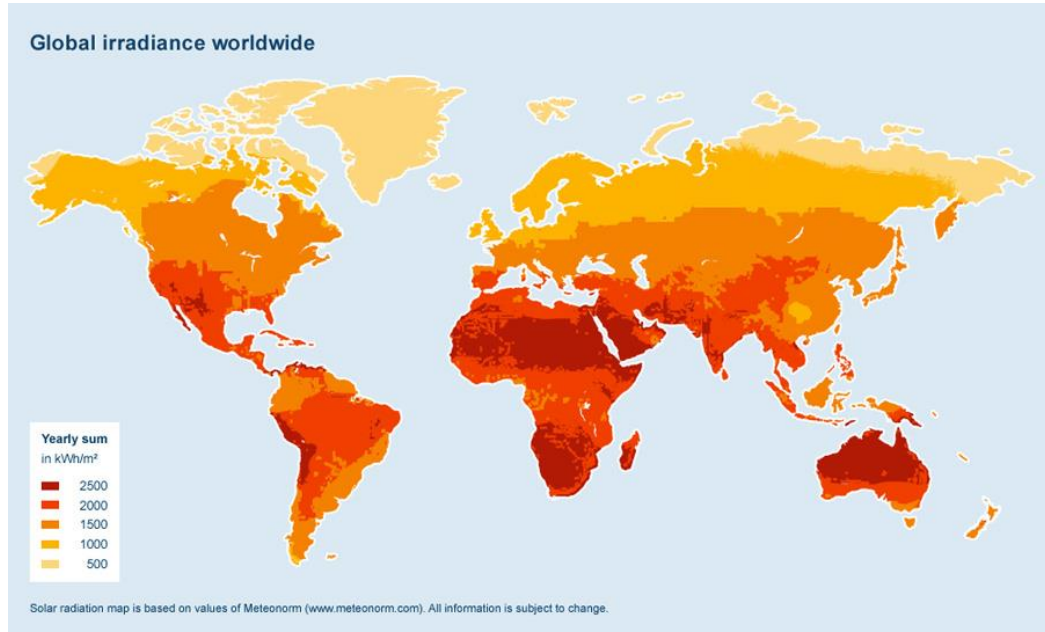 Global irradiance worldwide
Yearly sum
in kWh/m²
2500
2000
1500
1000
500
Solar radiation map is based on values of Meteonorm (www.meteonorm.com). All information is subject to change.